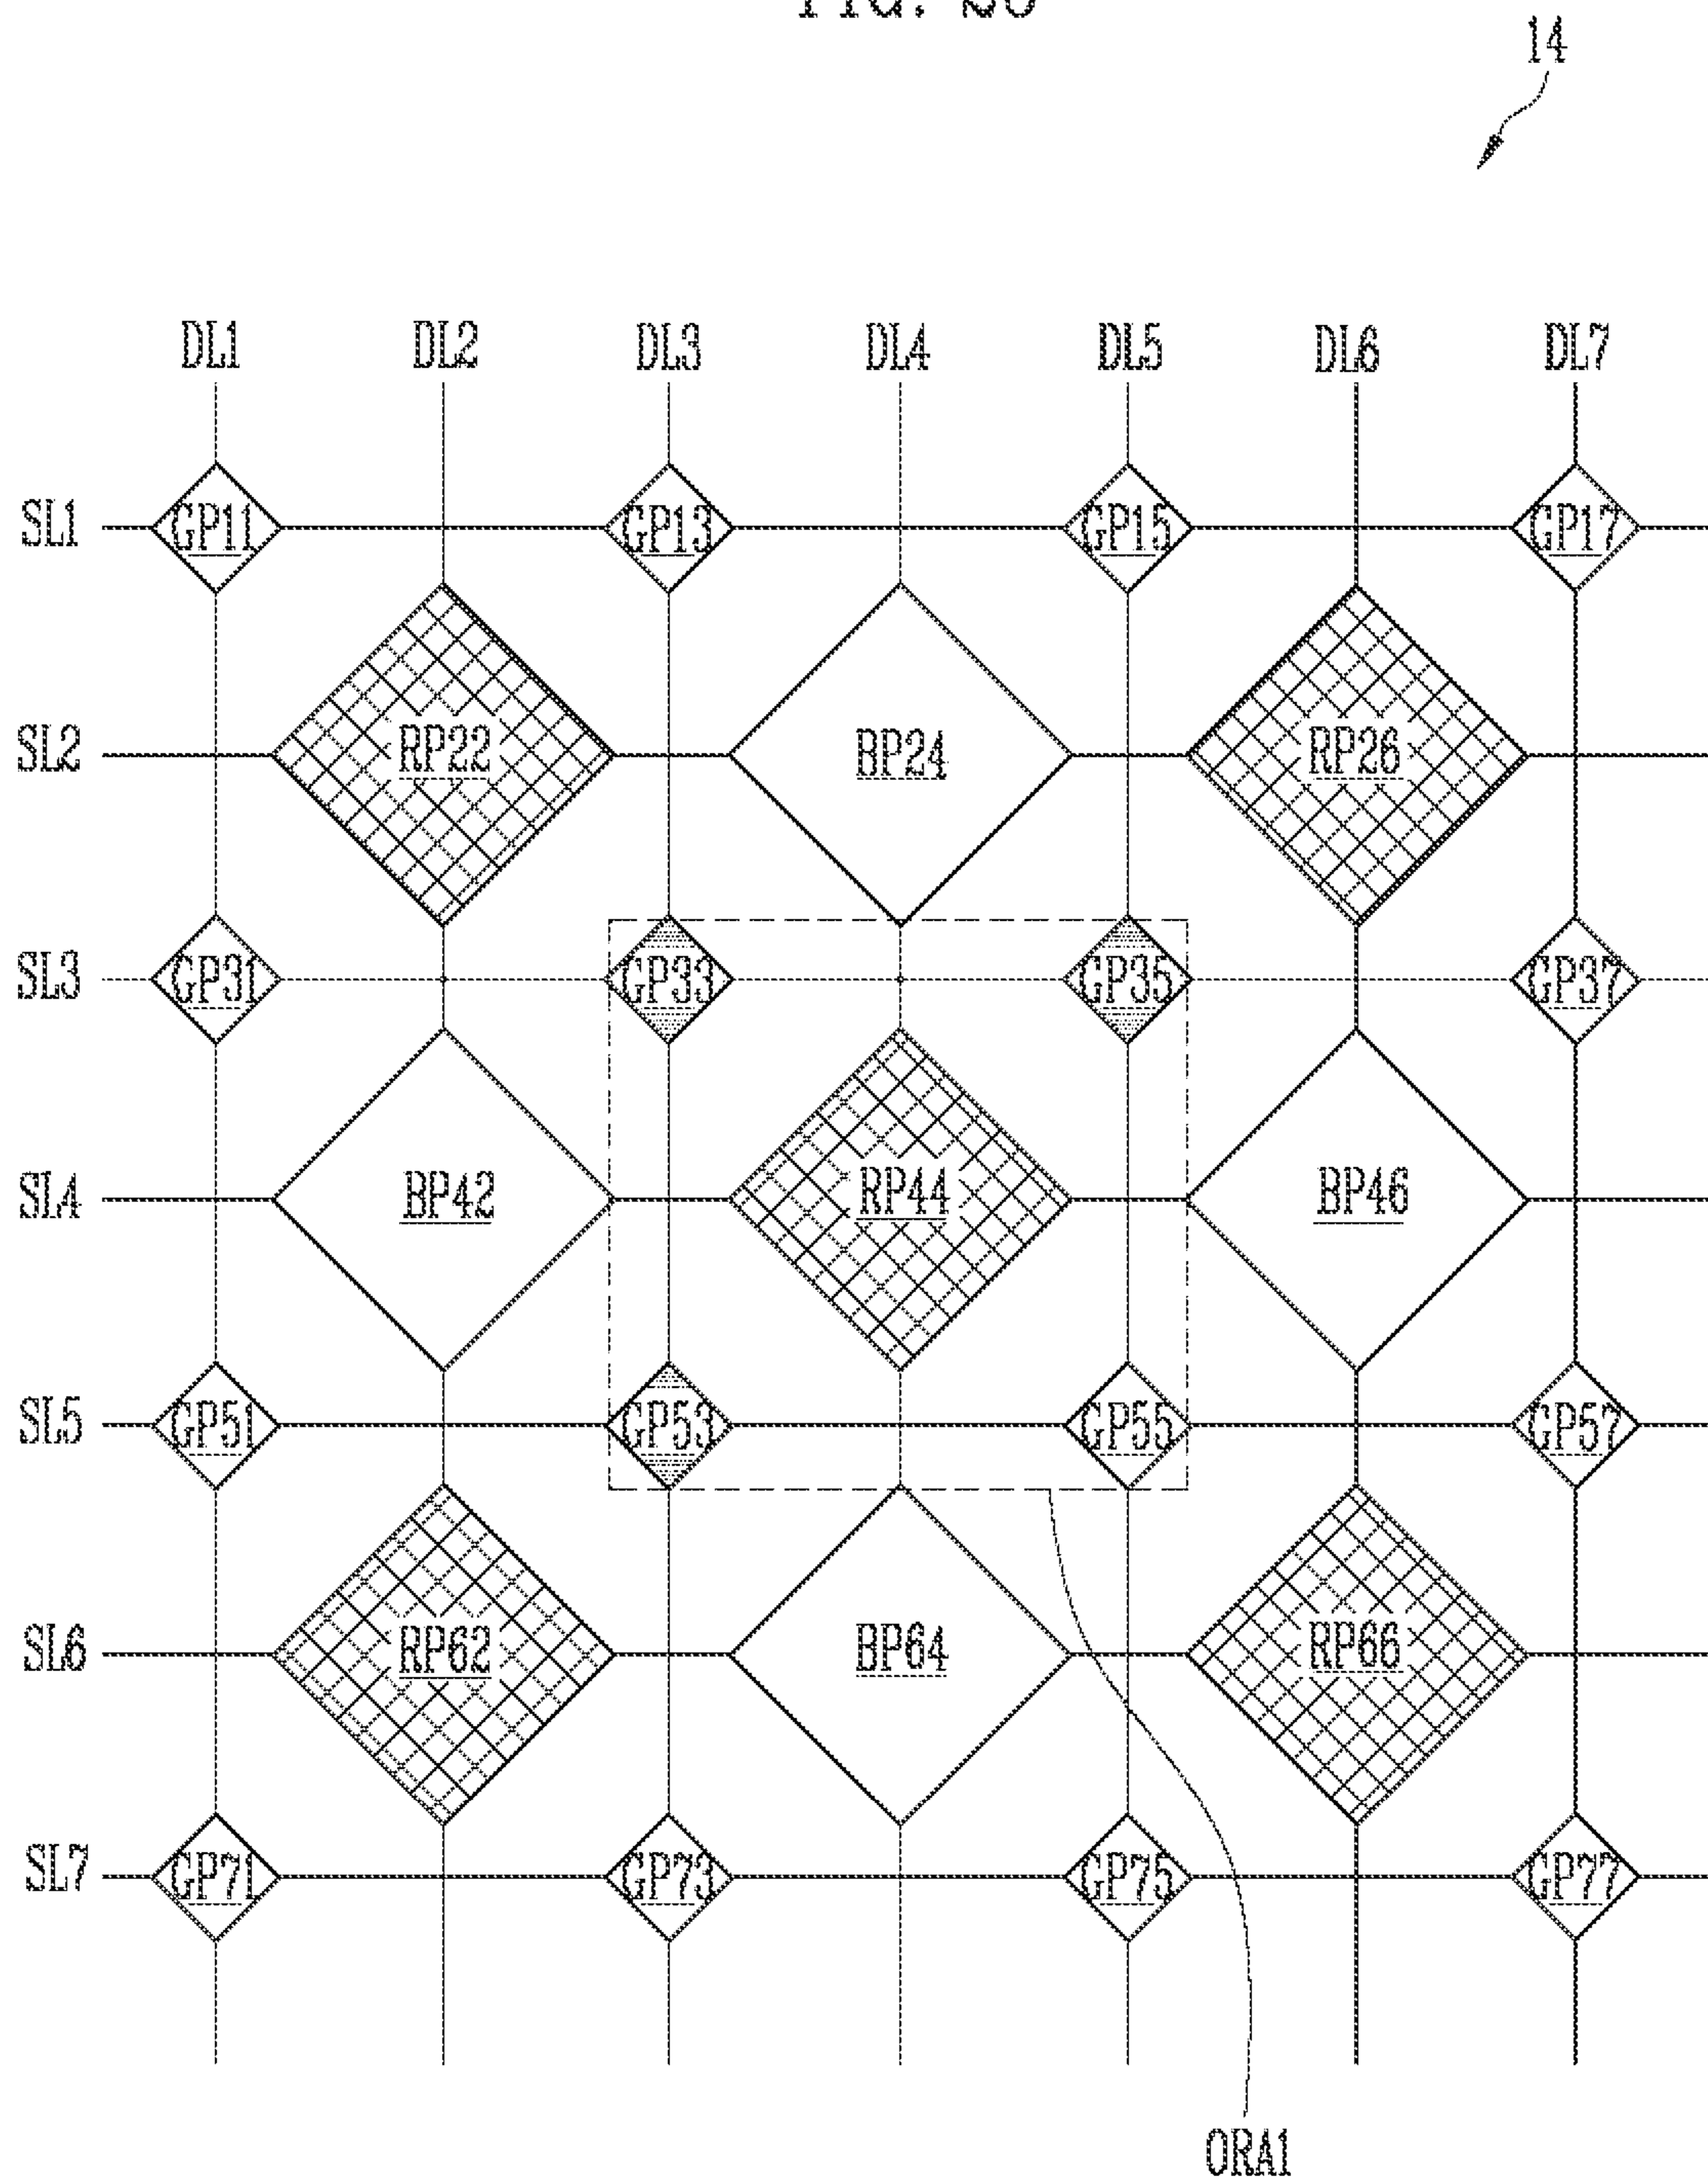 14
DL1 DL2 DL3 DL4 DL5 DL6 DL7
SL1 GP11 GP13 GP15 GP17
SL2 RP22 BP24 RP26
SL3 GP31 GP33 GP35 GP37
SL4 BP42 RP44 BP46
SL5 GP51 GP53 GP55 GP57
SL6 RP62 BP64 RP66
SL7 GP71 GP73 GP75 GP77
ORA1